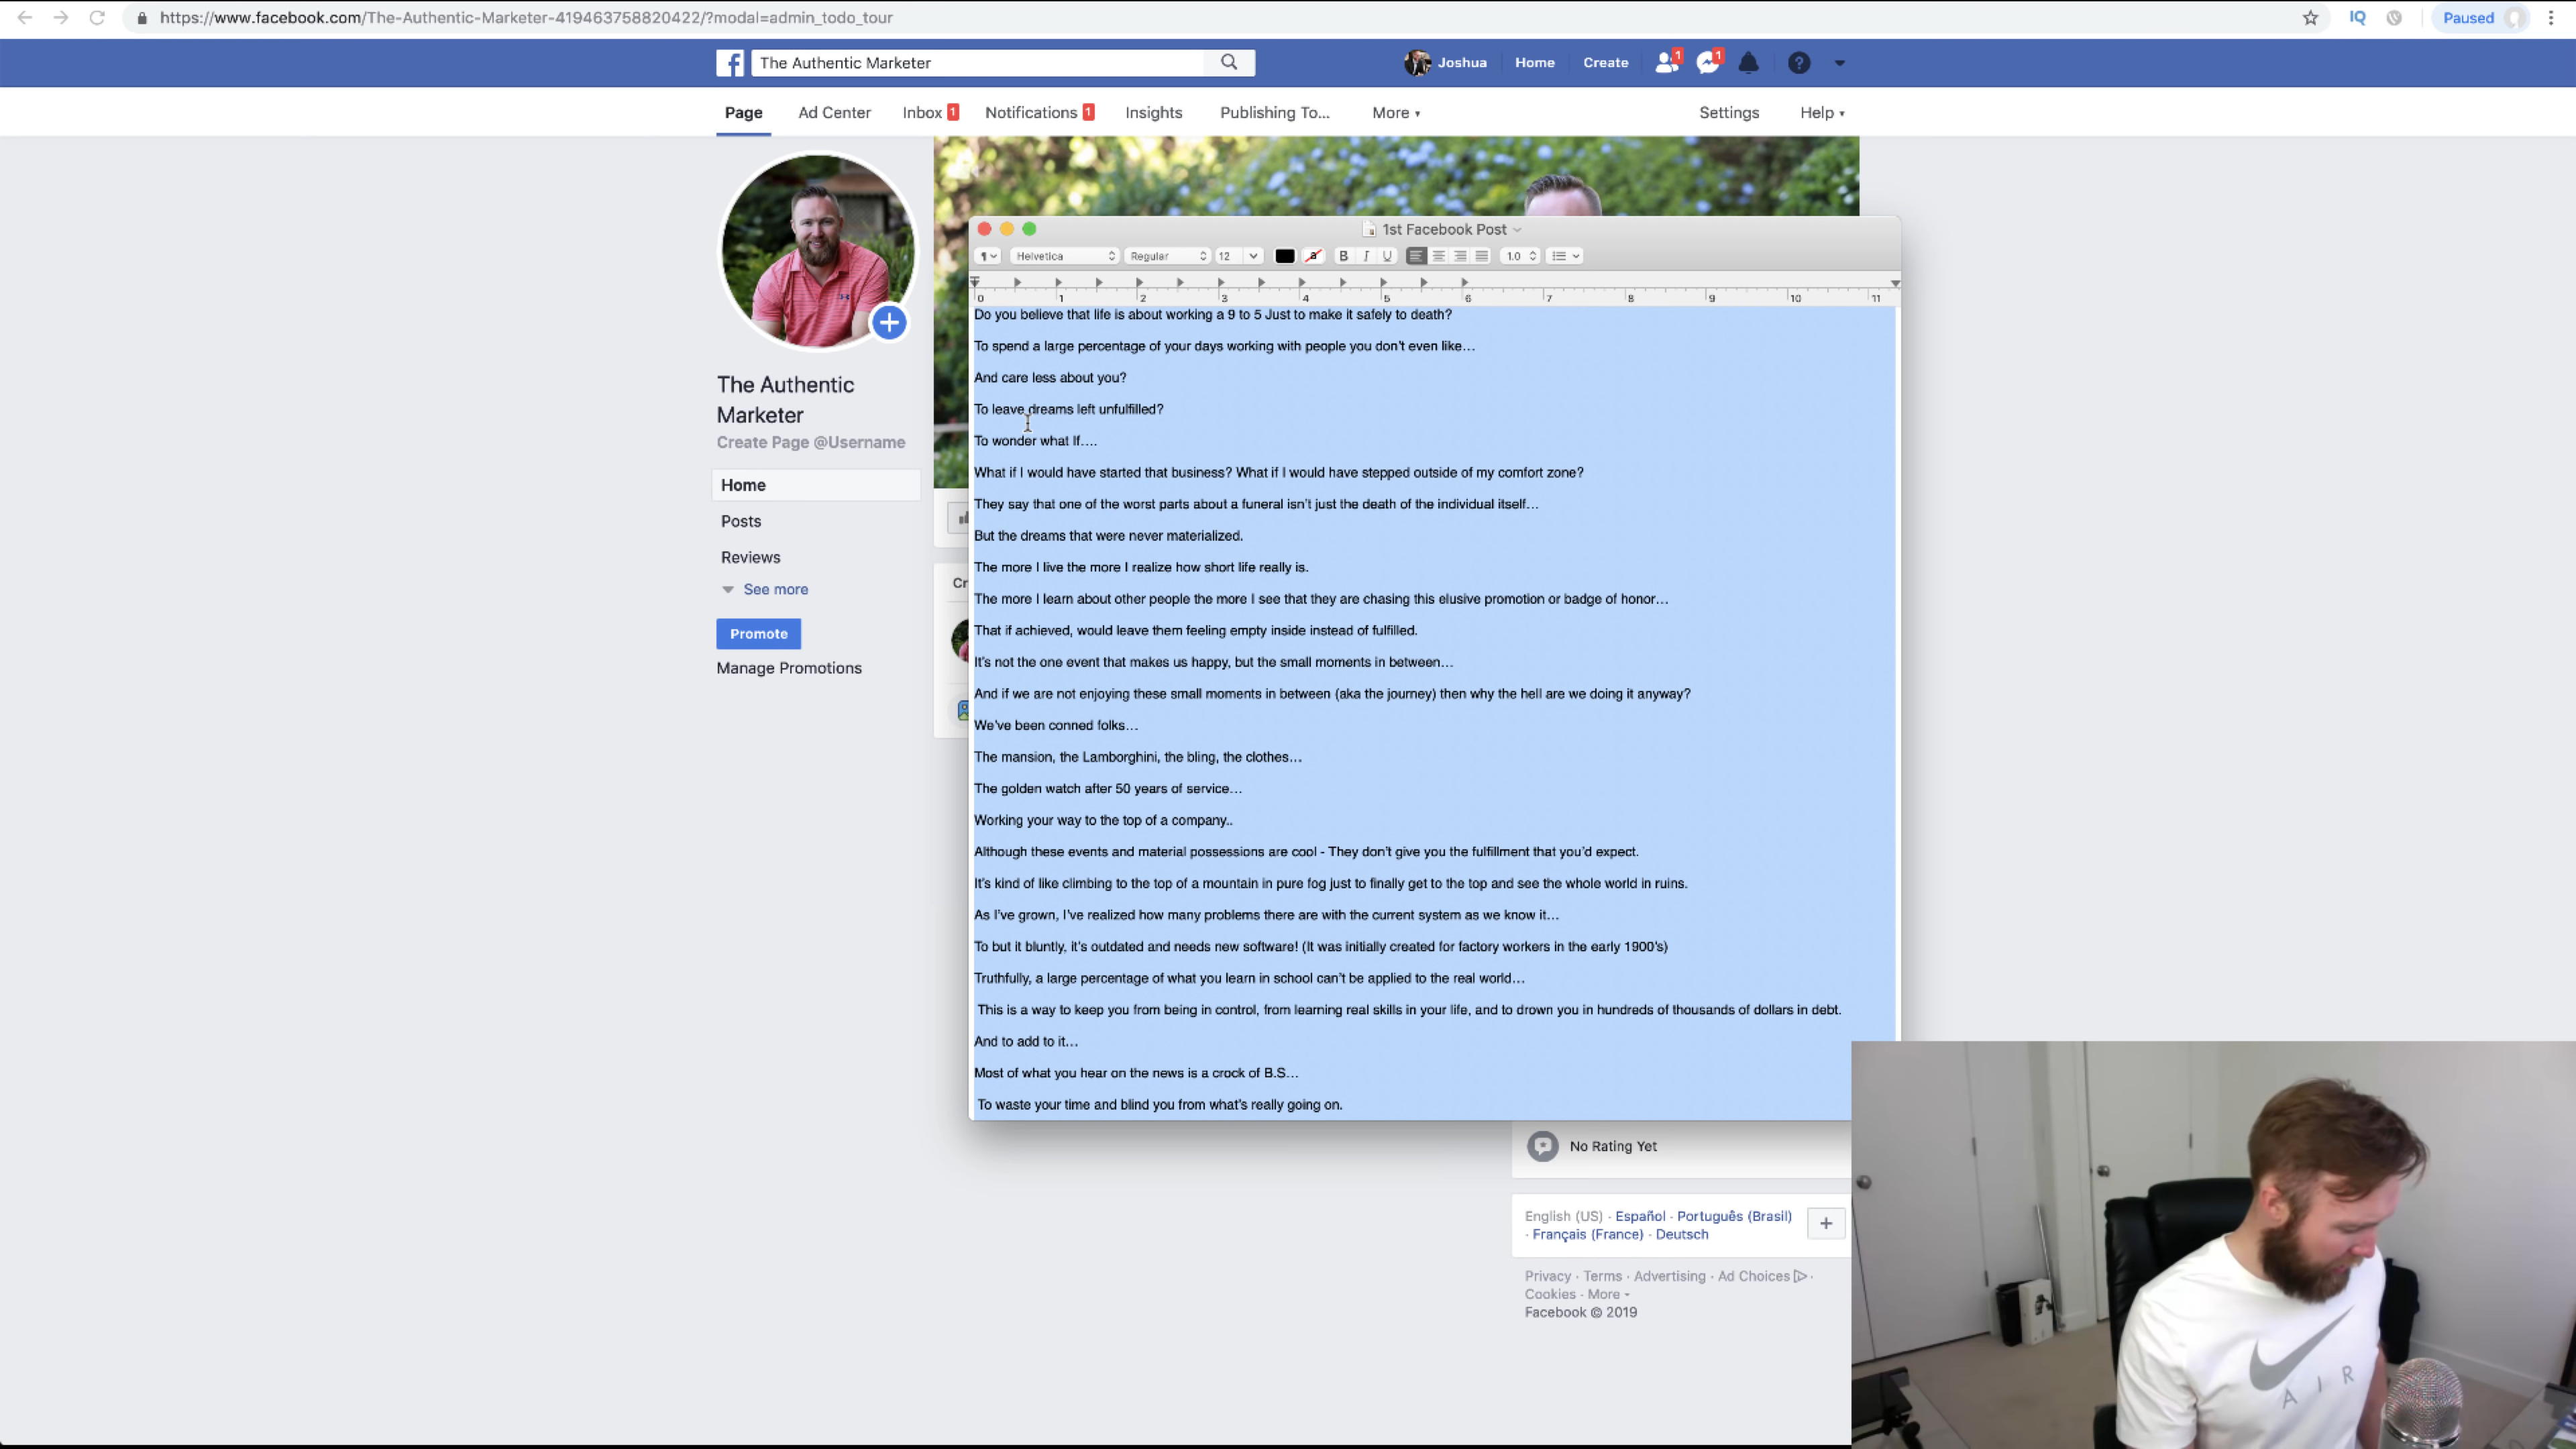 https://www.facebook.com/The-Authentic-Marketer-419463758820422/?modal=admin_todo_tour
IQ
Paused
f
The Authentic Marketer
Joshua
Home
Create
1
1
?
Page
Ad Center
Inbox 1
Notifications 1
Insights
Publishing To...
More
Settings
Help
The Authentic
Marketer
Create Page @Username
Home
Posts
Reviews
See more
Promote
Manage Promotions
Cr
1st Facebook Post
¶
Helvetica
Regular
12
a
B
I
U
1.0
0 1 2 3 4 5 6 7 8 9 10 11
Do you believe that life is about working a 9 to 5 Just to make it safely to death?
To spend a large percentage of your days working with people you don't even like…
And care less about you?
To leave dreams left unfulfilled?
To wonder what If….
What if I would have started that business? What if I would have stepped outside of my comfort zone?
They say that one of the worst parts about a funeral isn't just the death of the individual itself…
But the dreams that were never materialized.
The more I live the more I realize how short life really is.
The more I learn about other people the more I see that they are chasing this elusive promotion or badge of honor…
That if achieved, would leave them feeling empty inside instead of fulfilled.
It's not the one event that makes us happy, but the small moments in between…
And if we are not enjoying these small moments in between (aka the journey) then why the hell are we doing it anyway?
We've been conned folks…
The mansion, the Lamborghini, the bling, the clothes…
The golden watch after 50 years of service…
Working your way to the top of a company..
Although these events and material possessions are cool - They don't give you the fulfillment that you'd expect.
It's kind of like climbing to the top of a mountain in pure fog just to finally get to the top and see the whole world in ruins.
As I've grown, I've realized how many problems there are with the current system as we know it…
To but it bluntly, it's outdated and needs new software! (It was initially created for factory workers in the early 1900's)
Truthfully, a large percentage of what you learn in school can't be applied to the real world…
This is a way to keep you from being in control, from learning real skills in your life, and to drown you in hundreds of thousands of dollars in debt.
And to add to it…
Most of what you hear on the news is a crock of B.S…
To waste your time and blind you from what's really going on.
No Rating Yet
English (US) · Español · Português (Brasil)
· Français (France) · Deutsch
Privacy · Terms · Advertising · Ad Choices ·
Cookies · More
Facebook © 2019
AIR